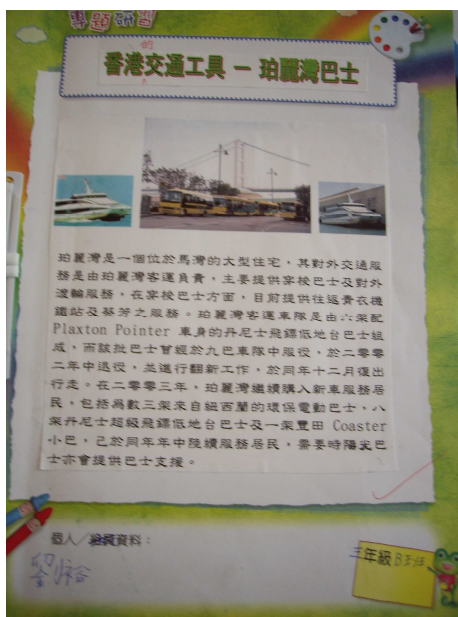 專題研習
的
香港交通工具 — 珀麗灣巴士
珀麗灣是一個位於馬灣的大型住宅，其對外交通服
務是由珀麗灣客運負責，主要提供穿梭巴士及對外
渡輪服務，在穿梭巴士方面，目前提供往返青衣機
鐵站及葵芳之服務。珀麗灣客運車隊是由六架配
Plaxton Pointer 車身的丹尼士飛鏢低地台巴士組
成，而該批巴士曾經於九巴車隊中服役，於二零零
二年中退役，並進行翻新工作，於同年十二月復出
行走。在二零零三年，珀麗灣繼續購入新車服務居
民，包括為數三架來自紐西蘭的環保電動巴士，八
架丹尼士超級飛鏢低地台巴士及一架豐田 Coaster
小巴，己於同年年中陸續服務居民，需要時陽光巴
士亦會提供巴士支援。
個人／組員資料：
三年級 B